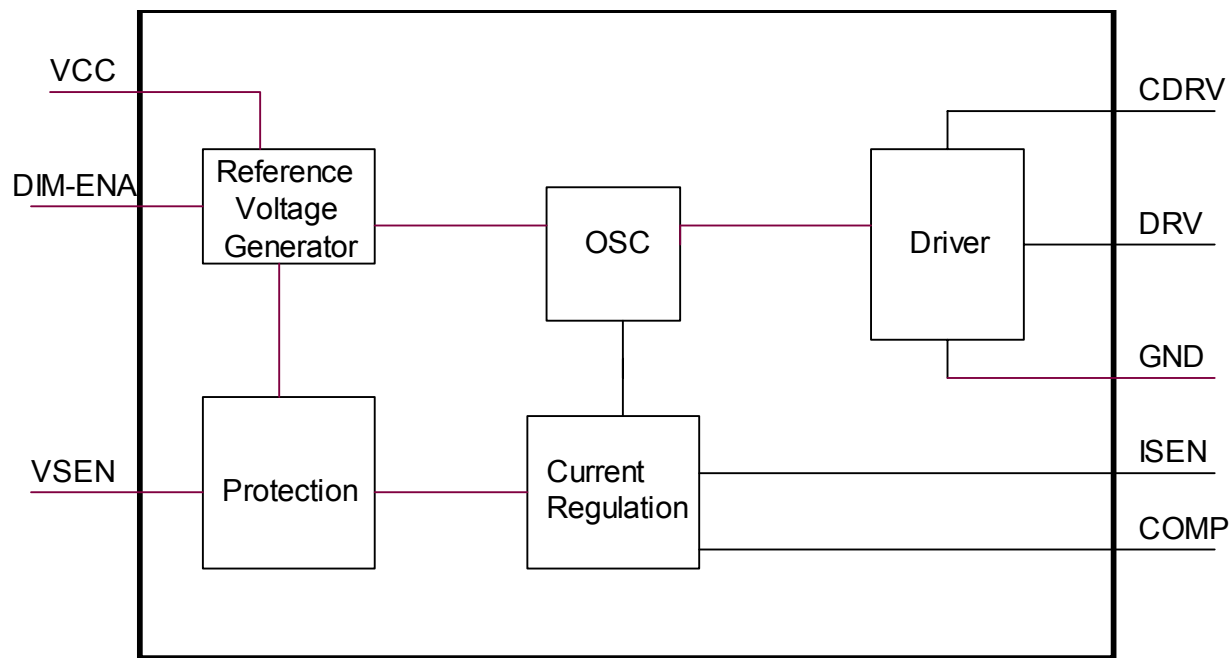 VCC
CDRV
Reference
Voltage
Generator
DIM-ENA
OSC
Driver
DRV
GND
VSEN
Protection
Current
Regulation
ISEN
COMP